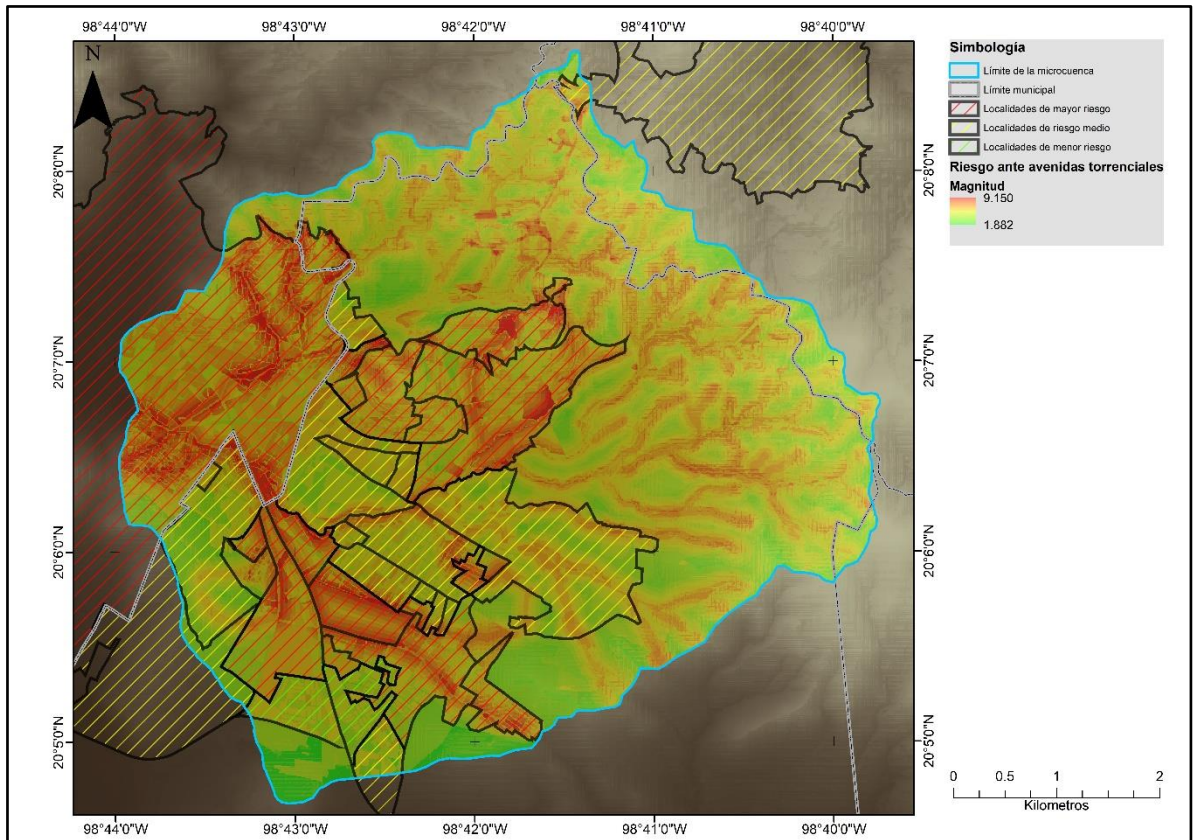 98°44'0"W 98°43'0"W 98°42'0"W 98°41'0"W 98°40'0"W
N
20°8'0"N 20°8'0"N
20°7'0"N 20°7'0"N
20°6'0"N 20°6'0"N
20°5'0"N 20°5'0"N
98°44'0"W 98°43'0"W 98°42'0"W 98°41'0"W 98°40'0"W
Simbología
Límite de la microcuenca
Límite municipal
Localidades de mayor riesgo
Localidades de riesgo medio
Localidades de menor riesgo
Riesgo ante avenidas torrenciales
Magnitud
9.150
1.882
0 0.5 1 2
Kilometros